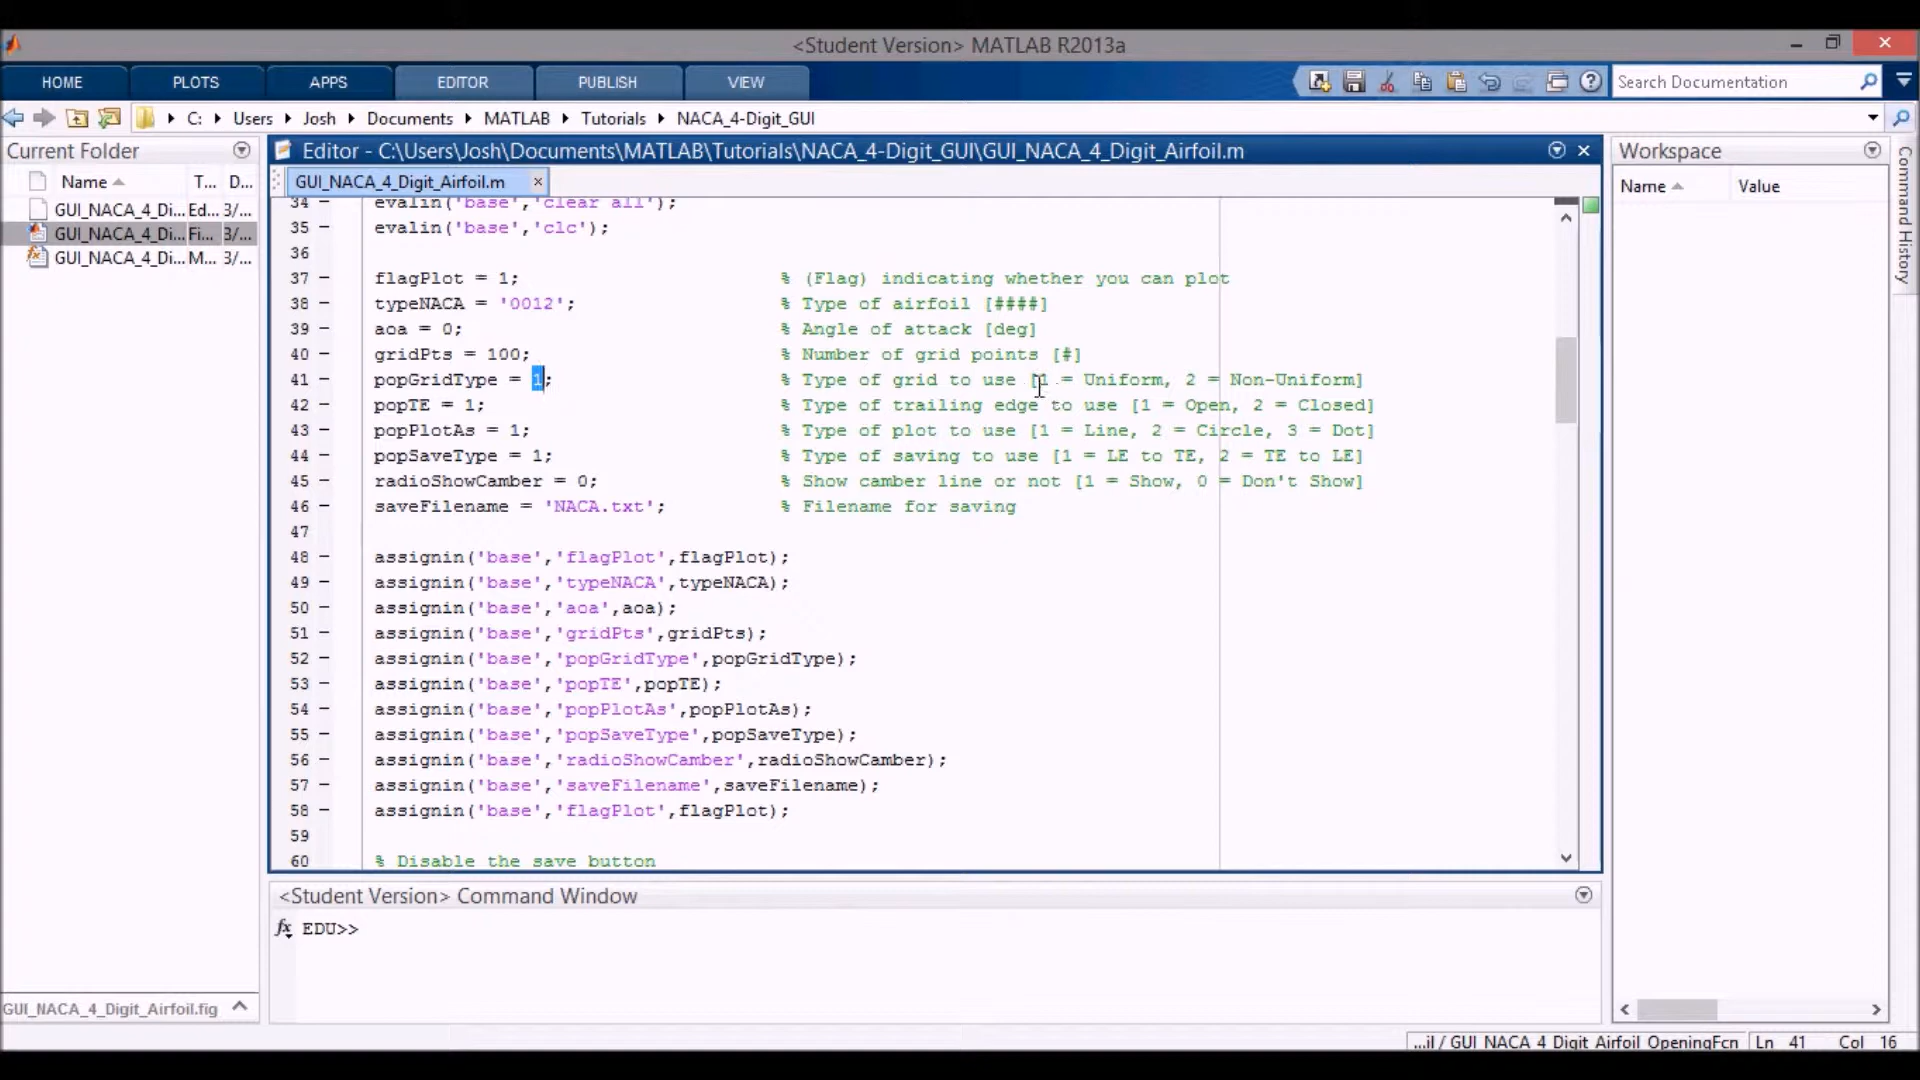 <Student Version> MATLAB R2013a
HOME PLOTS APPS EDITOR PUBLISH VIEW Search Documentation
C: Users Josh Documents MATLAB Tutorials NACA_4-Digit_GUI
Current Folder
Name T... D...
GUI_NACA_4_Di... Ed... 3/...
GUI_NACA_4_Di... Fi... 3/...
GUI_NACA_4_Di... M... 3/...
Editor - C:\Users\Josh\Documents\MATLAB\Tutorials\NACA_4-Digit_GUI\GUI_NACA_4_Digit_Airfoil.m
GUI_NACA_4_Digit_Airfoil.m
34 - evalin('base','clear all');
35 - evalin('base','clc');
36
37 - flagPlot = 1; % (Flag) indicating whether you can plot
38 - typeNACA = '0012'; % Type of airfoil [####]
39 - aoa = 0; % Angle of attack [deg]
40 - gridPts = 100; % Number of grid points [#]
41 - popGridType = 1; % Type of grid to use [1 = Uniform, 2 = Non-Uniform]
42 - popTE = 1; % Type of trailing edge to use [1 = Open, 2 = Closed]
43 - popPlotAs = 1; % Type of plot to use [1 = Line, 2 = Circle, 3 = Dot]
44 - popSaveType = 1; % Type of saving to use [1 = LE to TE, 2 = TE to LE]
45 - radioShowCamber = 0; % Show camber line or not [1 = Show, 0 = Don't Show]
46 - saveFilename = 'NACA.txt'; % Filename for saving
47
48 - assignin('base','flagPlot',flagPlot);
49 - assignin('base','typeNACA',typeNACA);
50 - assignin('base','aoa',aoa);
51 - assignin('base','gridPts',gridPts);
52 - assignin('base','popGridType',popGridType);
53 - assignin('base','popTE',popTE);
54 - assignin('base','popPlotAs',popPlotAs);
55 - assignin('base','popSaveType',popSaveType);
56 - assignin('base','radioShowCamber',radioShowCamber);
57 - assignin('base','saveFilename',saveFilename);
58 - assignin('base','flagPlot',flagPlot);
59
60 % Disable the save button
<Student Version> Command Window
fx EDU>>
Workspace
Name Value
Command History
GUI_NACA_4_Digit_Airfoil.fig
...il / GUI_NACA_4_Digit_Airfoil_OpeningFcn Ln 41 Col 16